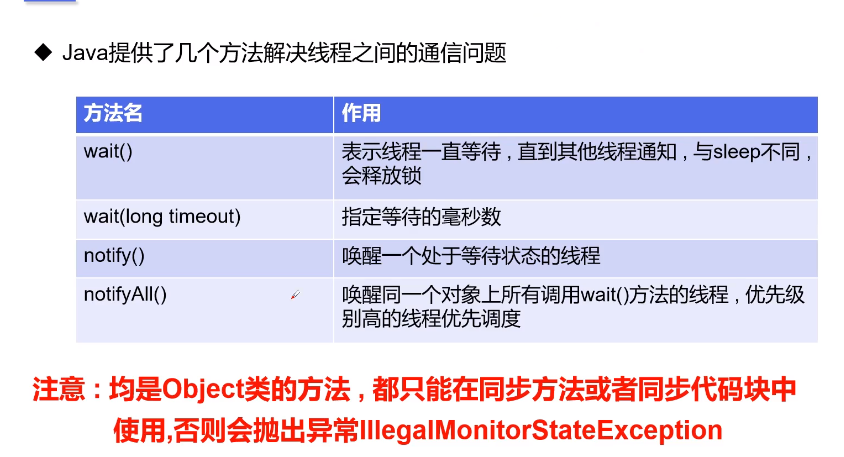 ◆ Java提供了几个方法解决线程之间的通信问题
方法名 作用
wait() 表示线程一直等待，直到其他线程通知，与sleep不同，
会释放锁
wait(long timeout) 指定等待的毫秒数
notify() 唤醒一个处于等待状态的线程
notifyAll() 唤醒同一个对象上所有调用wait()方法的线程，优先级
别高的线程优先调度
注意：均是Object类的方法，都只能在同步方法或者同步代码块中
使用,否则会抛出异常IllegalMonitorStateException